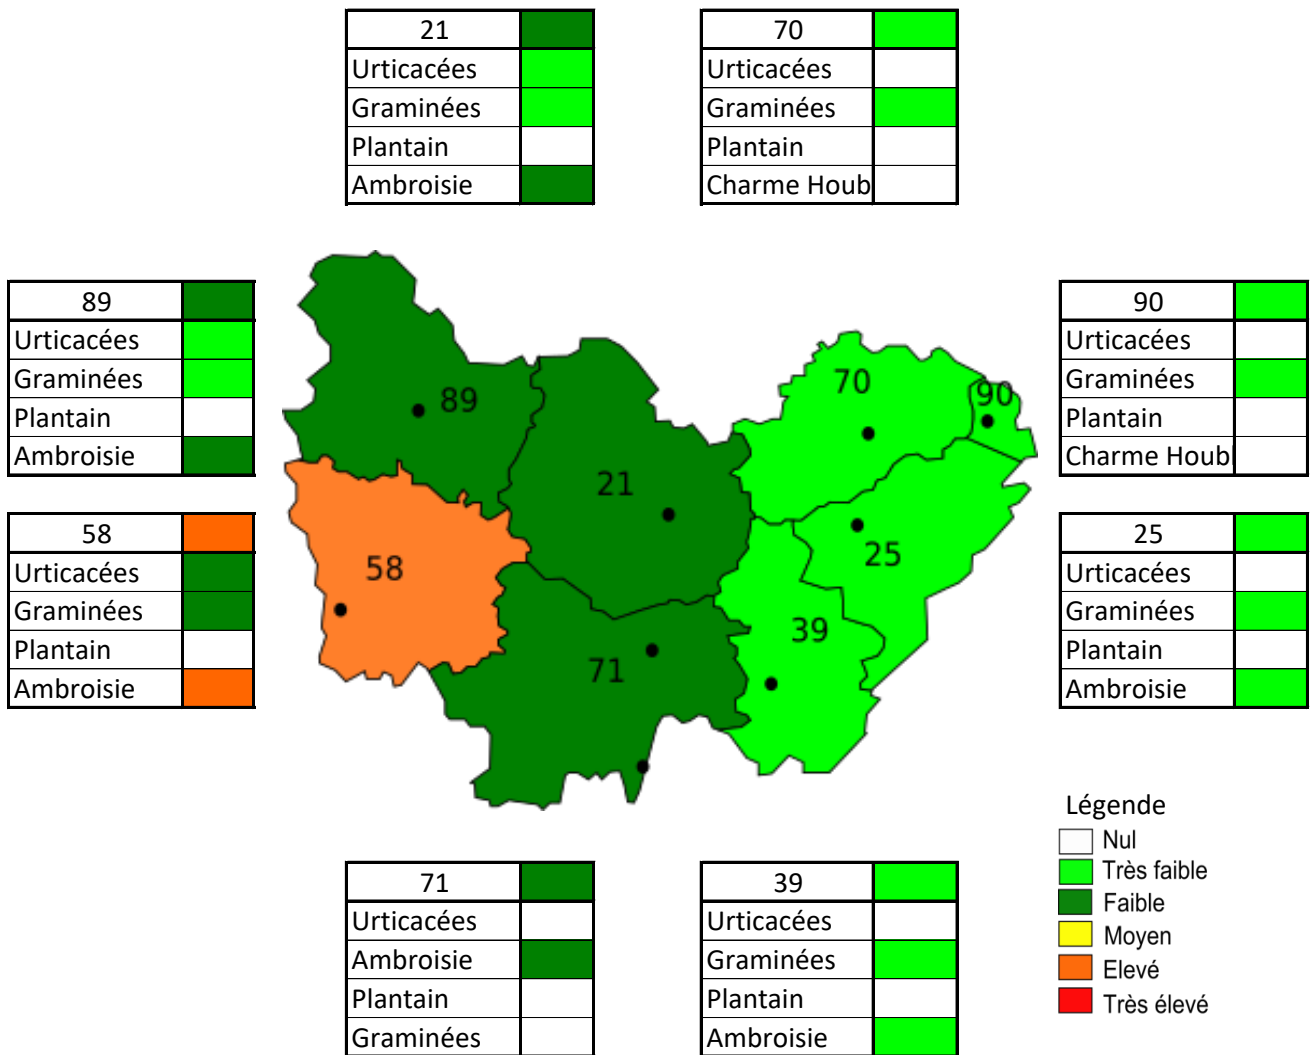 21
Urticacées
Graminées
Plantain
Ambroisie
70
Urticacées
Graminées
Plantain
Charme Houb
89
Urticacées
Graminées
Plantain
Ambroisie
58
Urticacées
Graminées
Plantain
Ambroisie
89
21
70
90
58
25
39
71
90
Urticacées
Graminées
Plantain
Charme Houbl
25
Urticacées
Graminées
Plantain
Ambroisie
71
Urticacées
Ambroisie
Plantain
Graminées
39
Urticacées
Graminées
Plantain
Ambroisie
Légende
Nul
Très faible
Faible
Moyen
Elevé
Très élevé